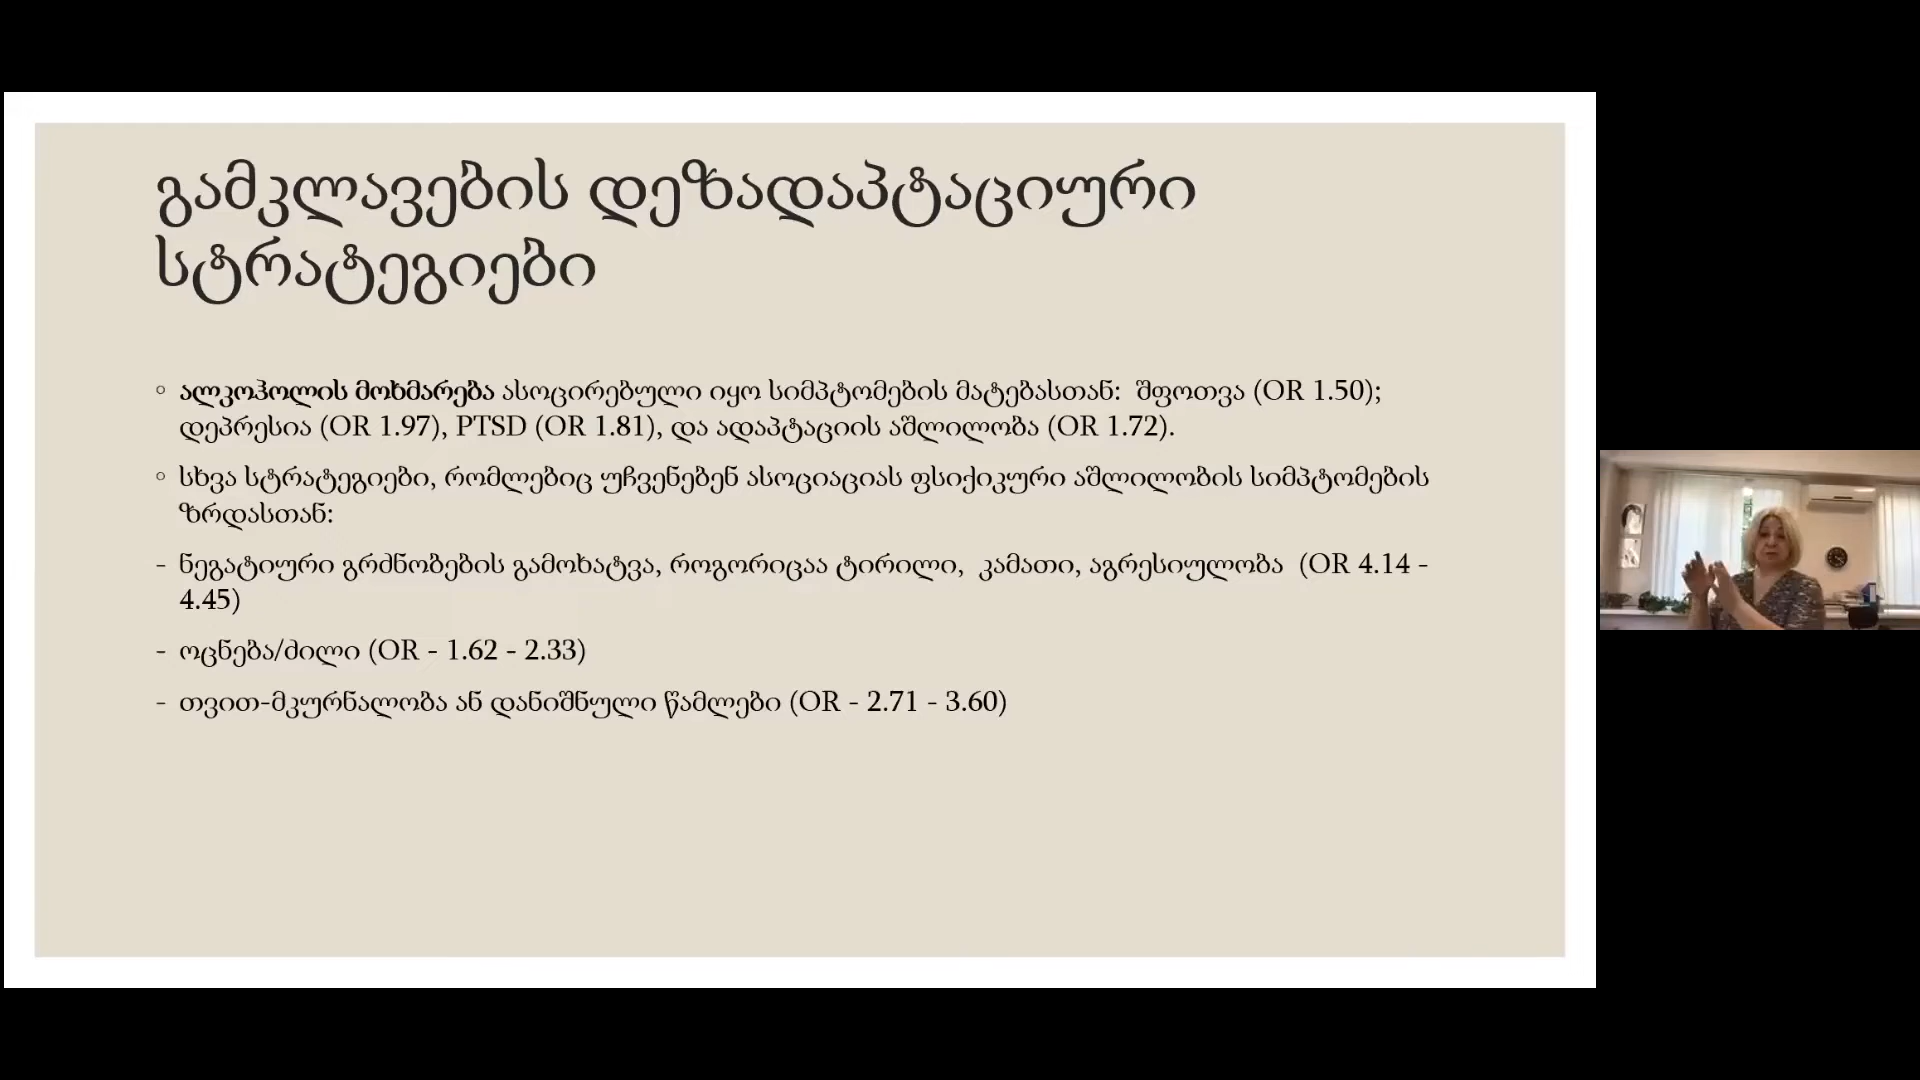 გამკლავების დეზადაპტაციური
სტრატეგიები
◦ ალკოჰოლის მოხმარება ასოცირებული იყო სიმპტომების მატებასთან: შფოთვა (OR 1.50);
დეპრესია (OR 1.97), PTSD (OR 1.81), და ადაპტაციის აშლილობა (OR 1.72).
◦ სხვა სტრატეგიები, რომლებიც უჩვენებენ ასოციაციას ფსიქიკური აშლილობის სიმპტომების
ზრდასთან:
- ნეგატიური გრძნობების გამოხატვა, როგორიცაა ტირილი, კამათი, აგრესიულობა (OR 4.14 -
4.45)
- ოცნება/ძილი (OR - 1.62 - 2.33)
- თვით-მკურნალობა ან დანიშნული წამლები (OR - 2.71 - 3.60)